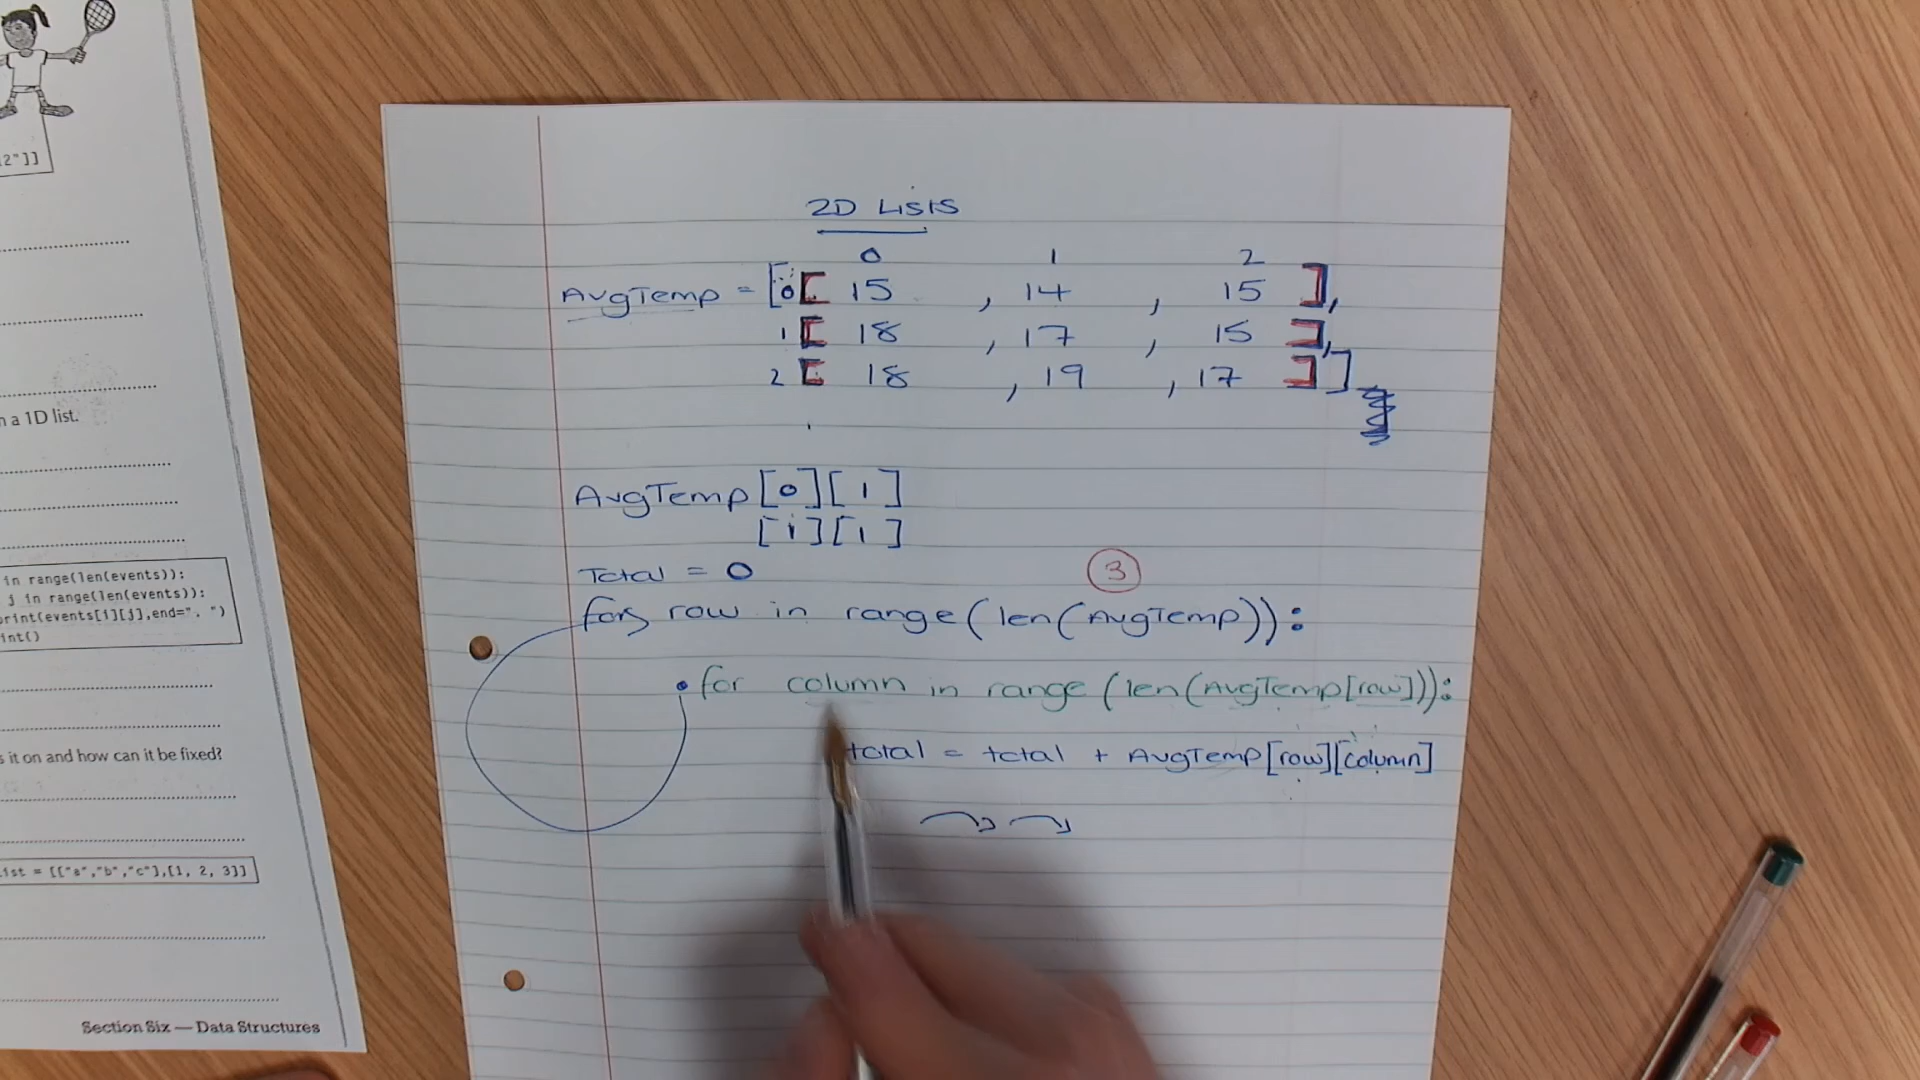 2"]]
n a 1D list.
in range(len(events)):
j in range(len(events)):
print(events[i][j],end=", ")
int()
s it on and how can it be fixed?
ist = [["a","b","c"],[1, 2, 3]]
Section Six — Data Structures
2D Lists
0 1 2
AvgTemp = [0[ 15 , 14 , 15 ],
1[ 18 , 17 , 15 ],
2[ 18 , 19 , 17 ]]
AvgTemp[0][1]
[1][1]
Total = 0
3
for row in range(len(AvgTemp)):
for column in range (len(AvgTemp[row])):
total = total + AvgTemp[row][column]